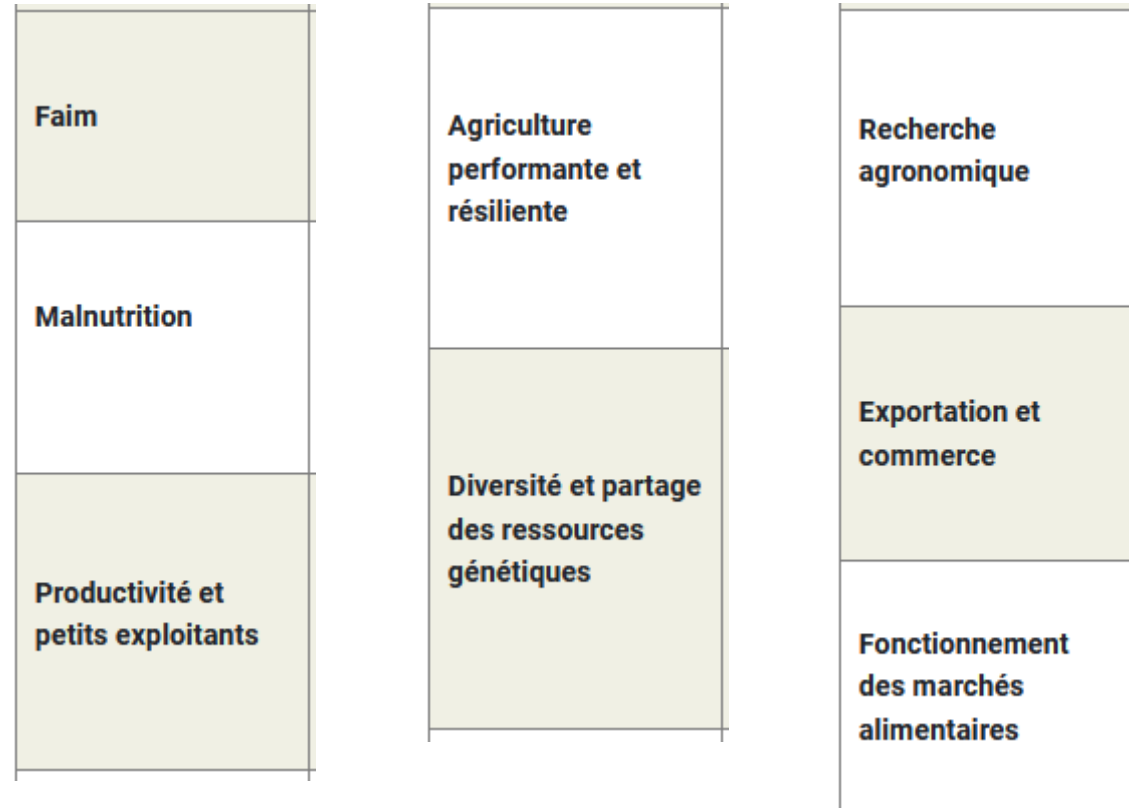 Faim
Malnutrition
Productivité et
petits exploitants
Agriculture
performante et
résiliente
Diversité et partage
des ressources
génétiques
Recherche
agronomique
Exportation et
commerce
Fonctionnement
des marchés
alimentaires